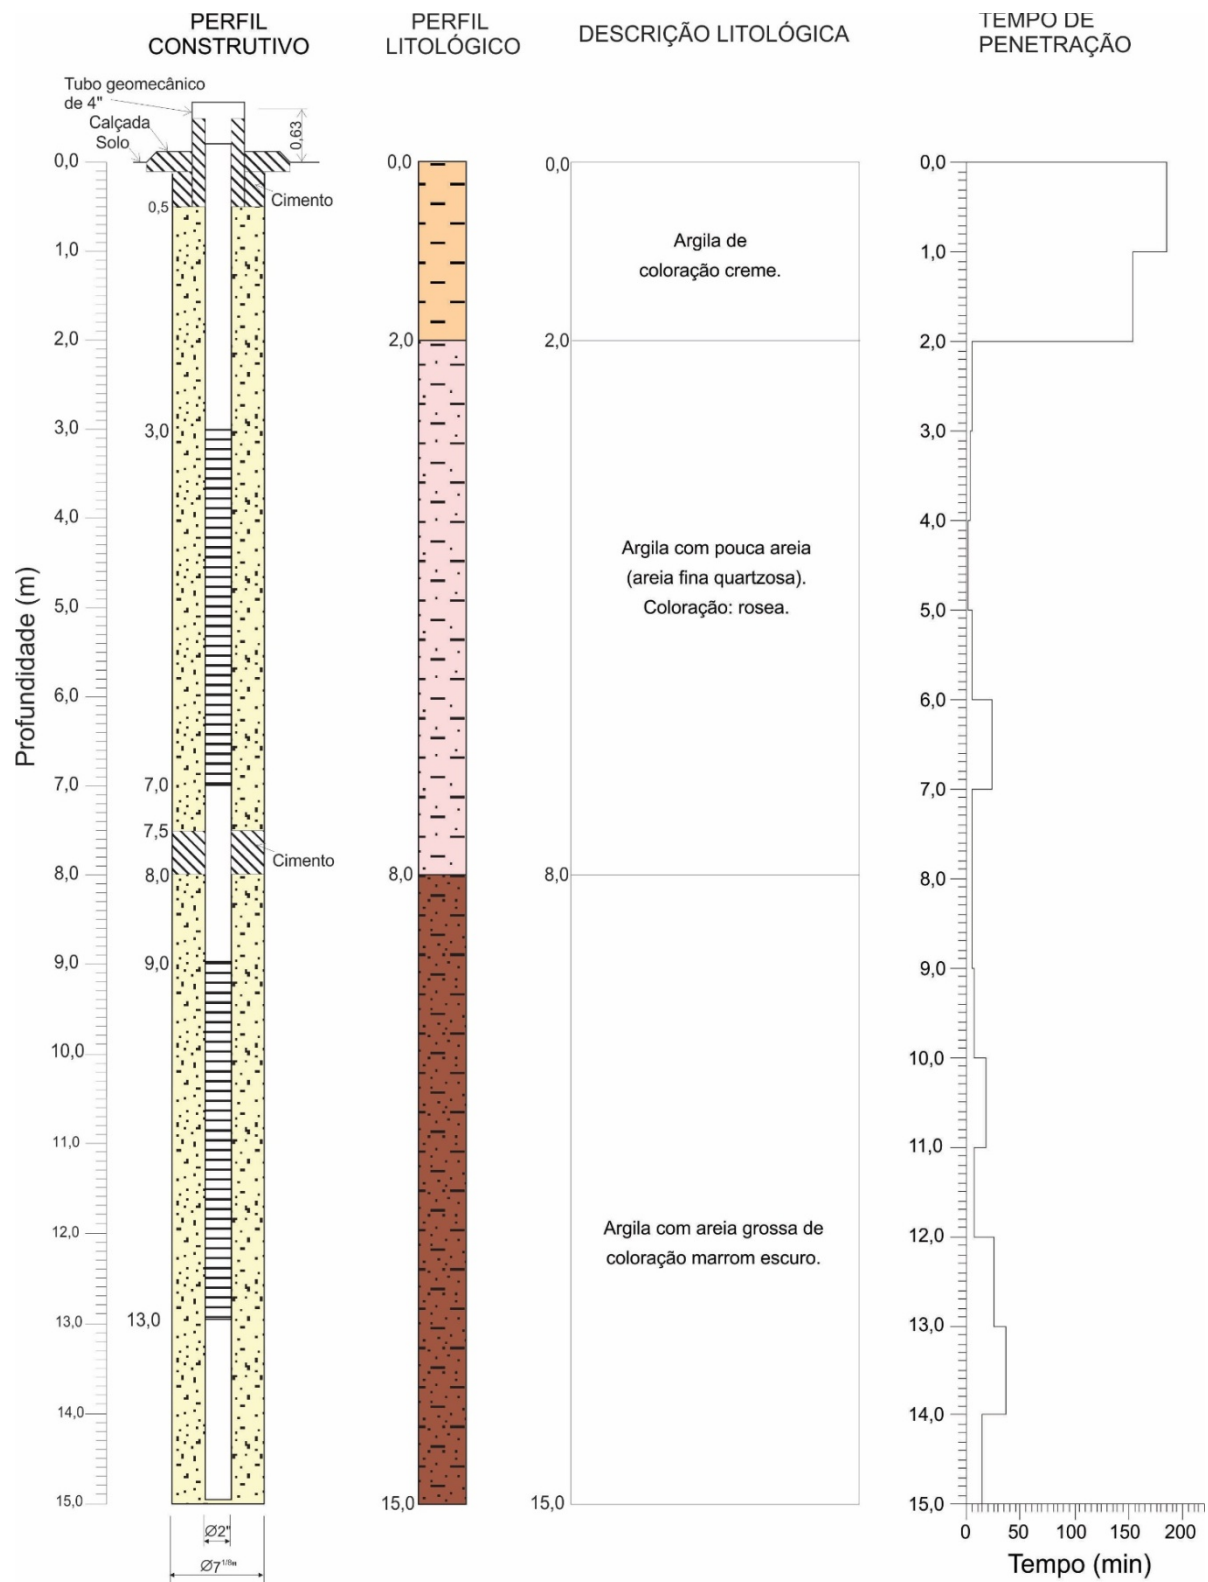 PERFIL
CONSTRUTIVO
PERFIL
LITOLÓGICO
DESCRIÇÃO LITOLÓGICA
TEMPO DE
PENETRAÇÃO
Tubo geomecânico
de 4"
Calçada
Solo
0,63
Cimento
Profundidade (m)
0,0
1,0
2,0
3,0
4,0
5,0
6,0
7,0
8,0
9,0
10,0
11,0
12,0
13,0
14,0
15,0
0,5
3,0
7,0
7,5
8,0
Cimento
9,0
13,0
Ø2"
Ø7 1/8"
0,0
2,0
8,0
15,0
0,0
Argila de
coloração creme.
2,0
Argila com pouca areia
(areia fina quartzosa).
Coloração: rosea.
8,0
Argila com areia grossa de
coloração marrom escuro.
15,0
0,0
1,0
2,0
3,0
4,0
5,0
6,0
7,0
8,0
9,0
10,0
11,0
12,0
13,0
14,0
15,0
0 50 100 150 200
Tempo (min)